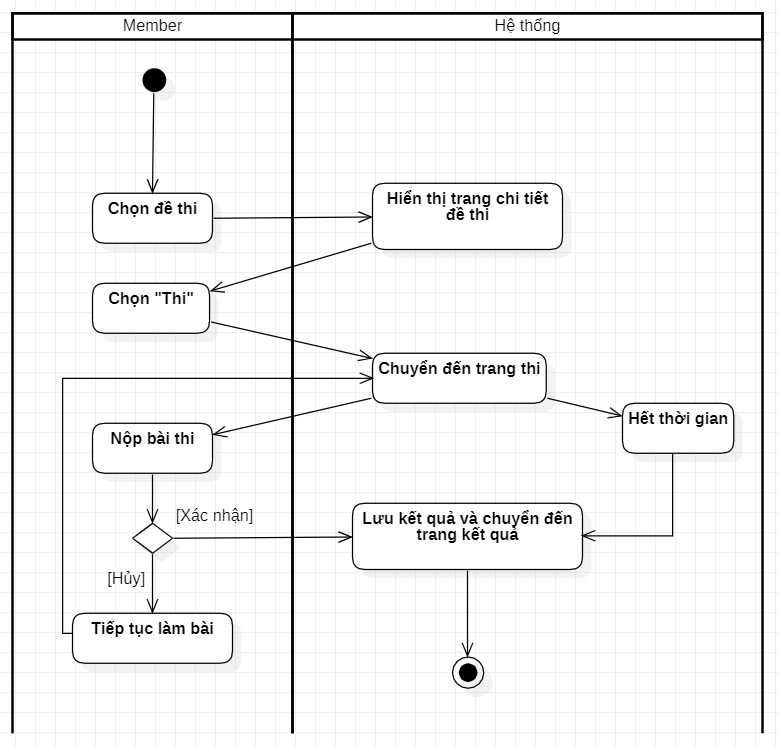 Member
Hệ thống
Chọn đề thi
Hiển thị trang chi tiết
đề thi
Chọn "Thi"
Chuyển đến trang thi
Hết thời gian
Nộp bài thi
[Xác nhận]
Lưu kết quả và chuyển đến
trang kết quả
[Hủy]
Tiếp tục làm bài